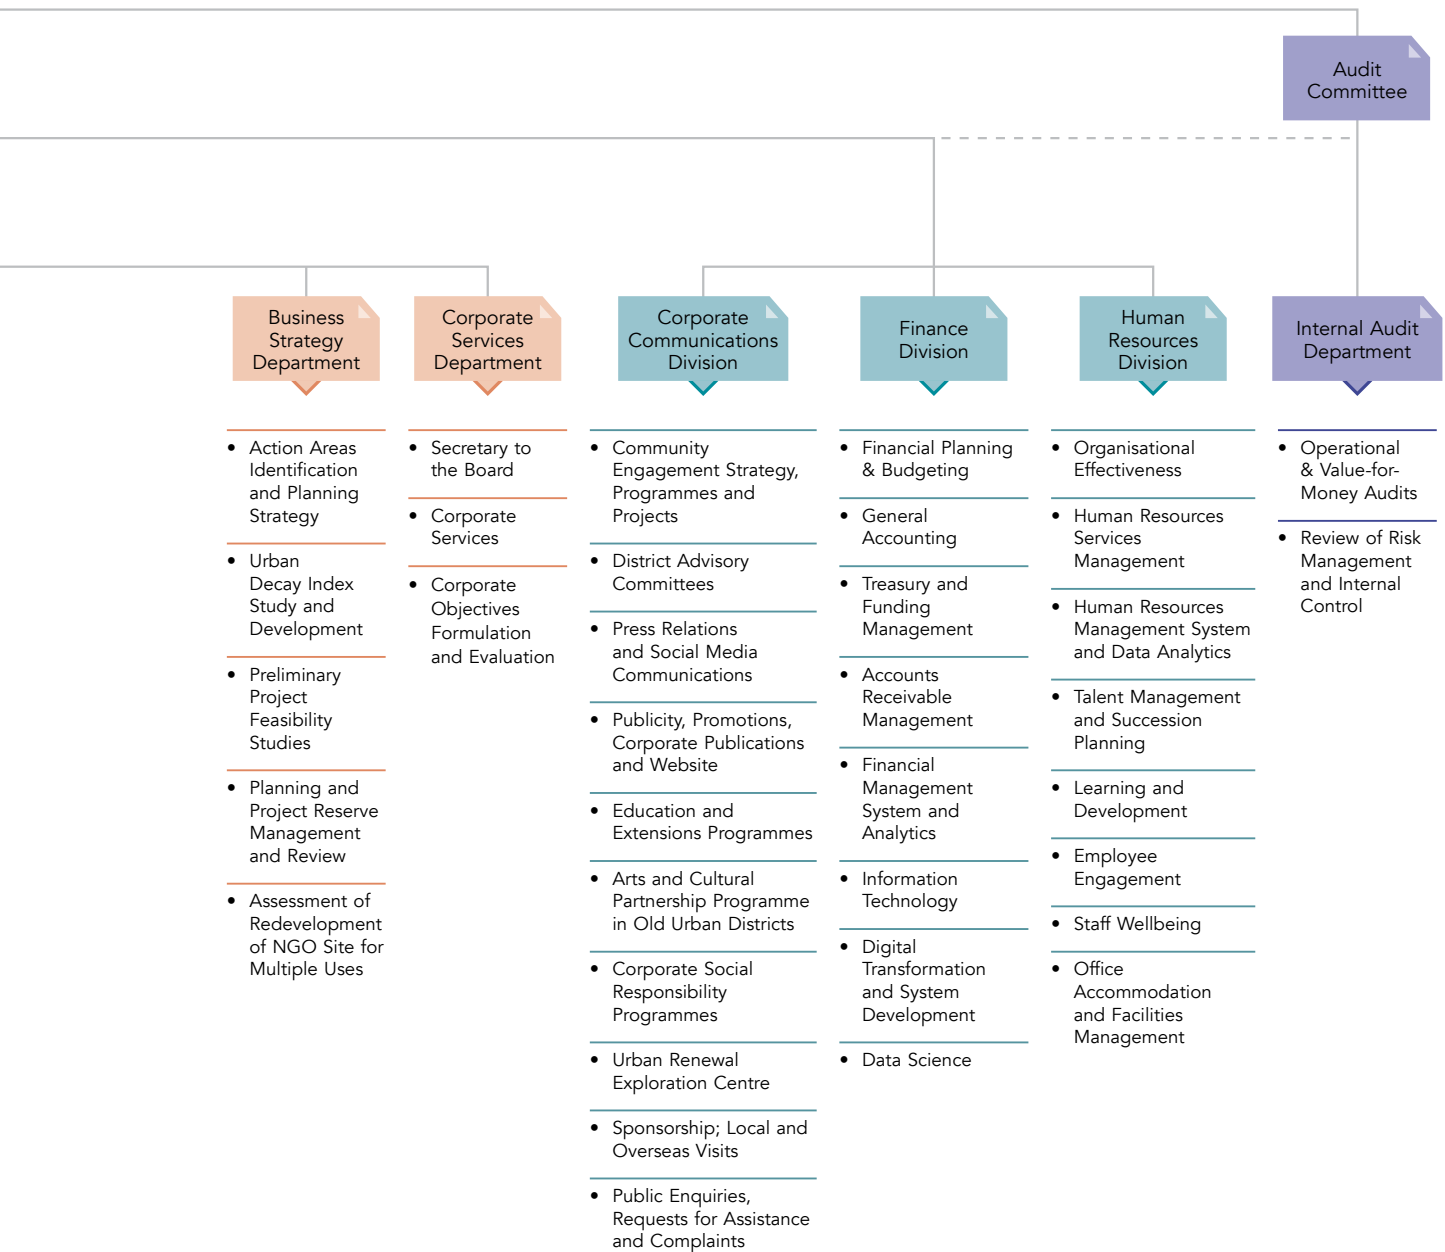 Audit
Committee
Business
Strategy
Department
Corporate
Services
Department
Corporate
Communications
Division
Finance
Division
Human
Resources
Division
Internal Audit
Department
• Action Areas
Identification
and Planning
Strategy
• Urban
Decay Index
Study and
Development
• Preliminary
Project
Feasibility
Studies
• Planning and
Project Reserve
Management
and Review
• Assessment of
Redevelopment
of NGO Site for
Multiple Uses
• Secretary to
the Board
• Corporate
Services
• Corporate
Objectives
Formulation
and Evaluation
• Community
Engagement Strategy,
Programmes and
Projects
• District Advisory
Committees
• Press Relations
and Social Media
Communications
• Publicity, Promotions,
Corporate Publications
and Website
• Education and
Extensions Programmes
• Arts and Cultural
Partnership Programme
in Old Urban Districts
• Corporate Social
Responsibility
Programmes
• Urban Renewal
Exploration Centre
• Sponsorship; Local and
Overseas Visits
• Public Enquiries,
Requests for Assistance
and Complaints
• Financial Planning
& Budgeting
• General
Accounting
• Treasury and
Funding
Management
• Accounts
Receivable
Management
• Financial
Management
System and
Analytics
• Information
Technology
• Digital
Transformation
and System
Development
• Data Science
• Organisational
Effectiveness
• Human Resources
Services
Management
• Human Resources
Management System
and Data Analytics
• Talent Management
and Succession
Planning
• Learning and
Development
• Employee
Engagement
• Staff Wellbeing
• Office
Accommodation
and Facilities
Management
• Operational
& Value-for-
Money Audits
• Review of Risk
Management
and Internal
Control